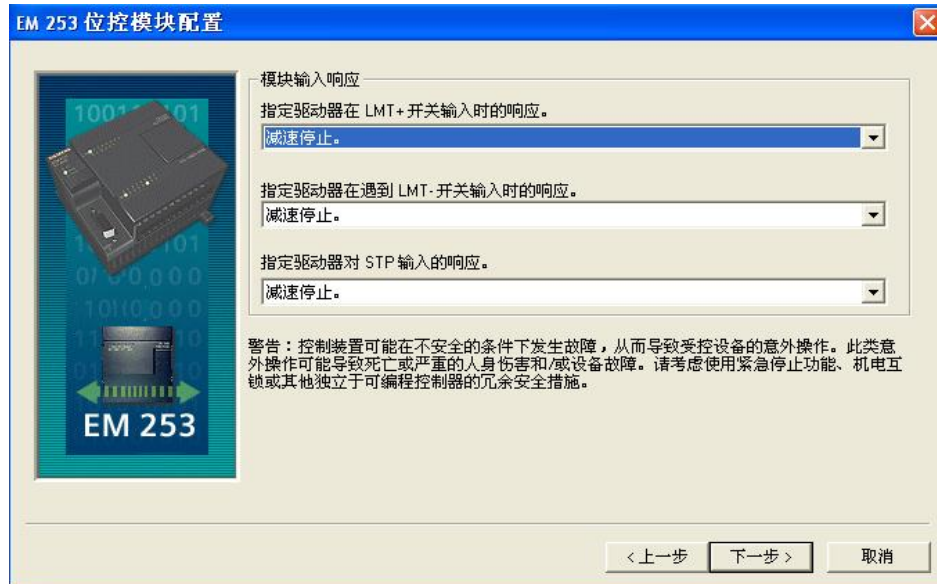 EM 253 位控模块配置
模块输入响应
指定驱动器在 LMT+ 开关输入时的响应。
减速停止。
指定驱动器在遇到 LMT- 开关输入时的响应。
减速停止。
指定驱动器对 STP 输入的响应。
减速停止。
警告：控制装置可能在不安全的条件下发生故障，从而导致受控设备的意外操作。此类意
外操作可能导致死亡或严重的人身伤害和/或设备故障。请考虑使用紧急停止功能、机电互
锁或其他独立于可编程控制器的冗余安全措施。
EM 253
<上一步
下一步>
取消